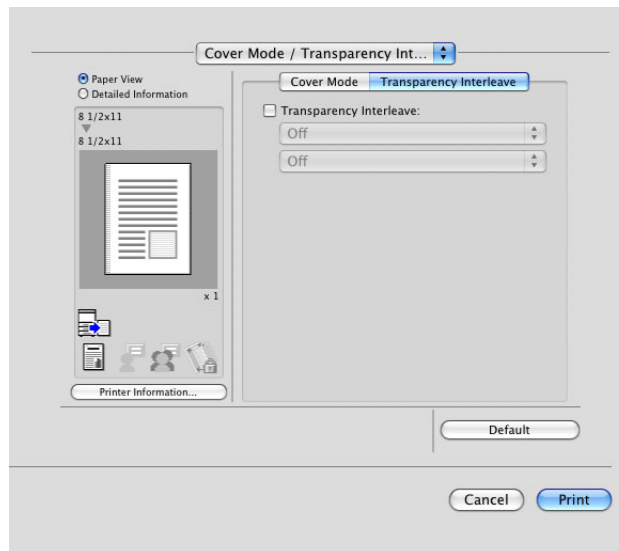 Cover Mode / Transparency Int...
Paper View
Detailed Information
8 1/2x11
8 1/2x11
x 1
Printer Information...
Cover Mode Transparency Interleave
Transparency Interleave:
Off
Off
Default
Cancel Print